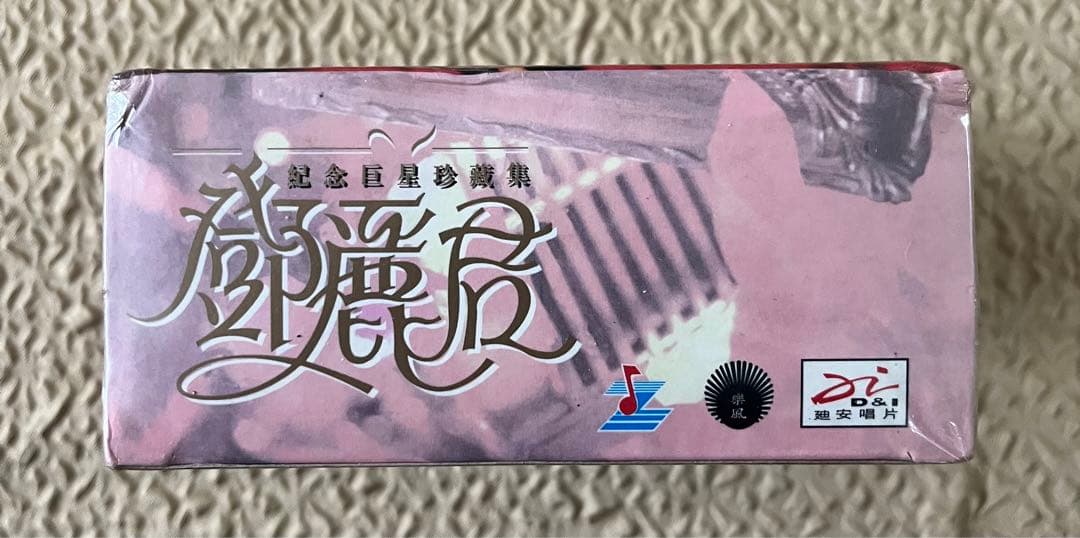 紀念巨星珍藏集
鄧麗君
樂風
D&I
廸安唱片